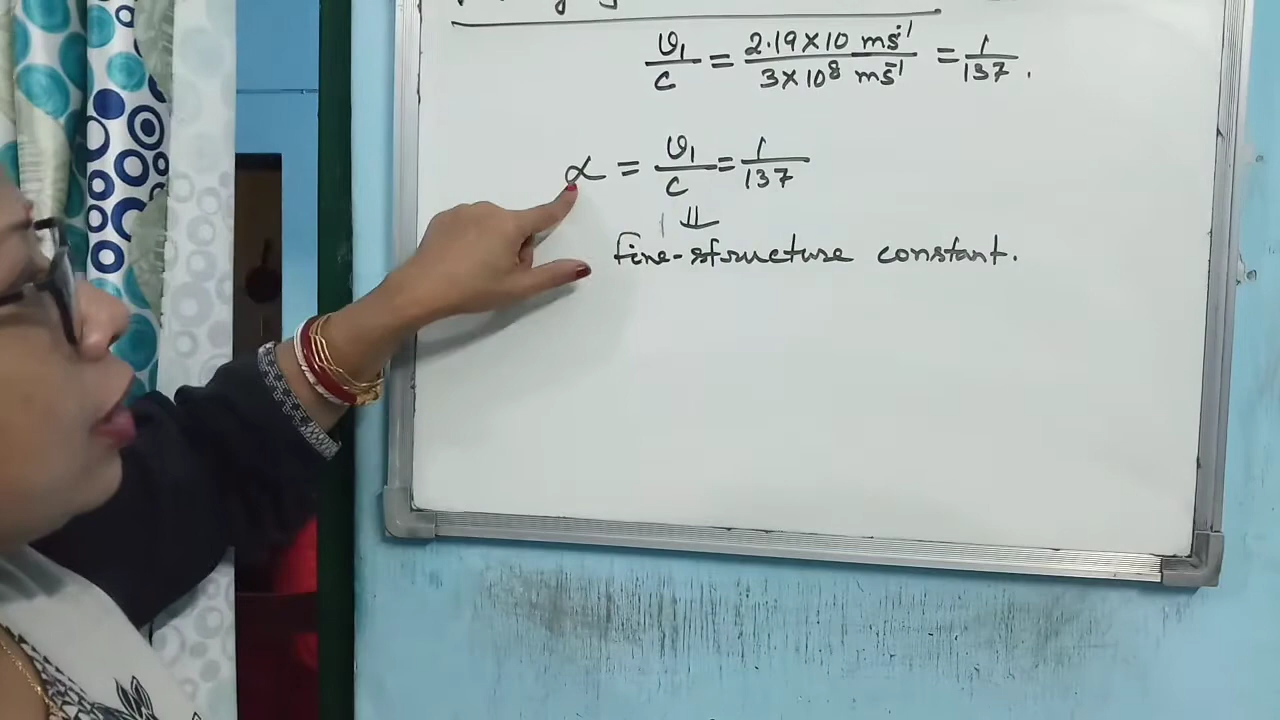 v₁/c = 2.19×10 ms⁻¹/3×10⁸ ms⁻¹ = 1/137.
α = v₁/c = 1/137
⇓
fine-structure constant.